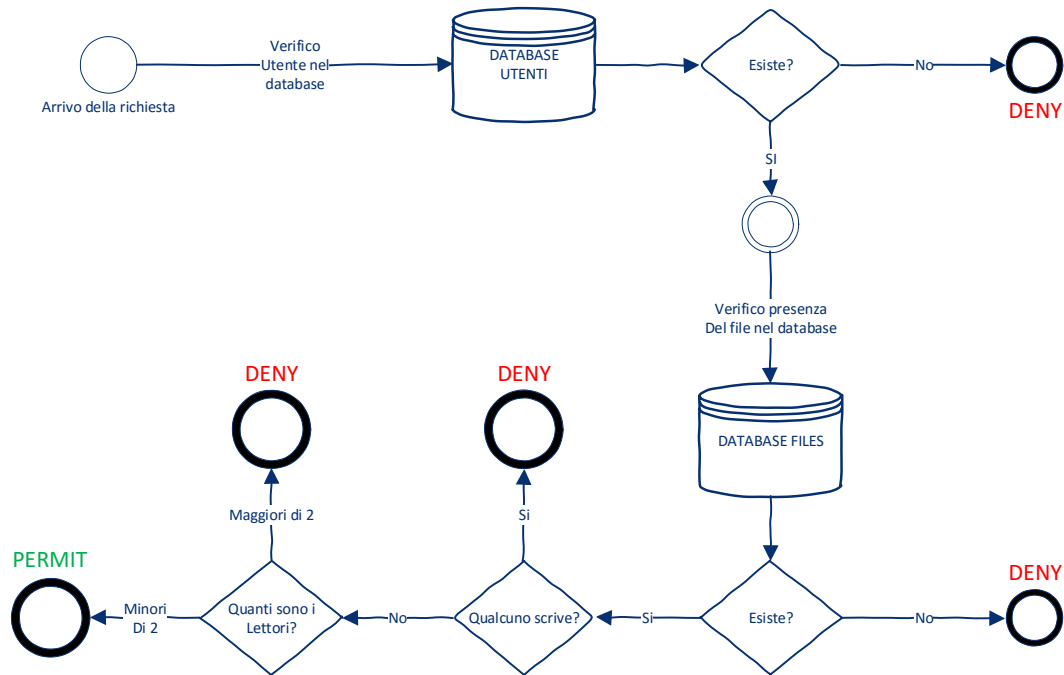 Verifico
Utente nel
database
Arrivo della richiesta
DATABASE
UTENTI
Esiste?
No
DENY
SI
Verifico presenza
Del file nel database
DATABASE FILES
DENY
DENY
Maggiori di 2
Si
PERMIT
Minori
Di 2
Quanti sono i
Lettori?
No
Qualcuno scrive?
Si
Esiste?
No
DENY